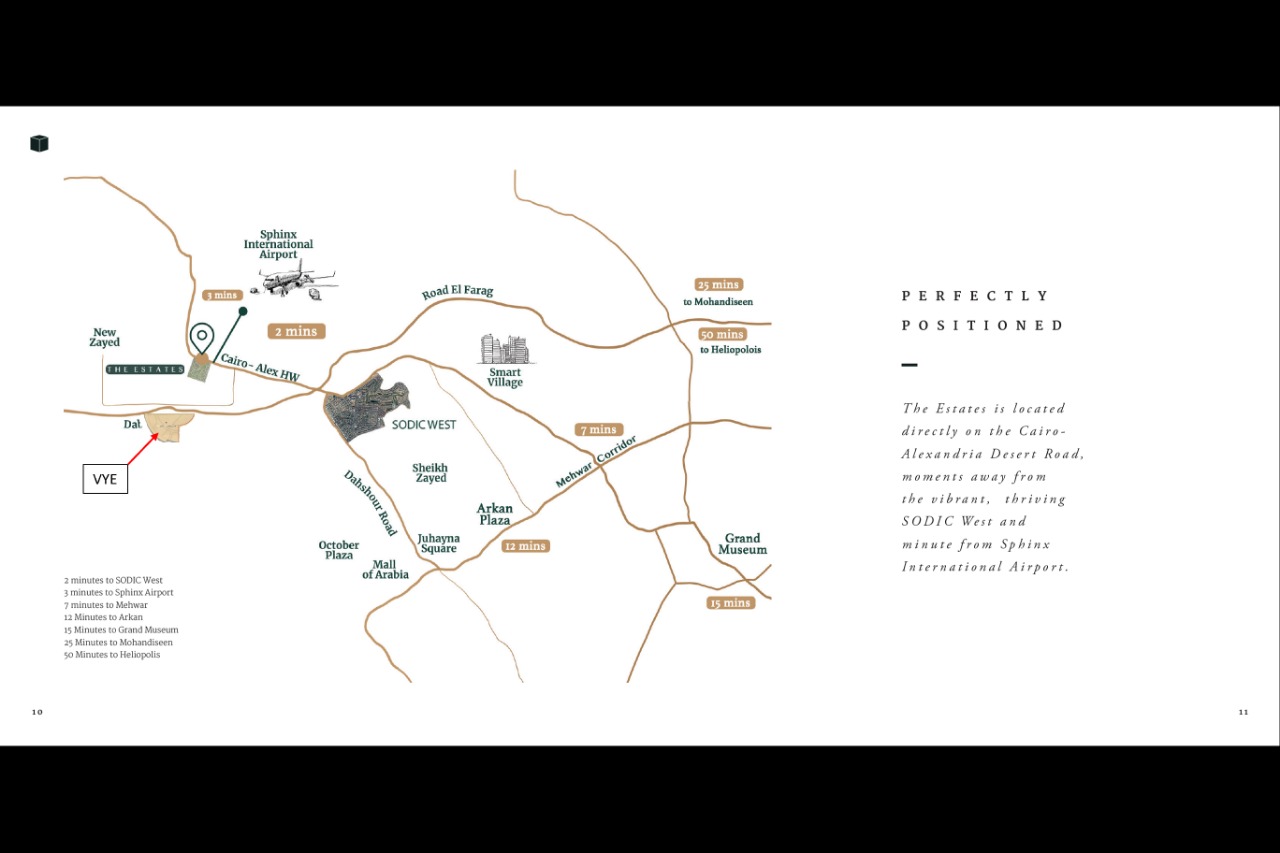 Sphinx
International
Airport
3 mins
2 mins
New
Zayed
THE ESTATES
Cairo - Alex HW
Dal
VYE
Road El Farag
25 mins
to Mohandiseen
50 mins
to Heliopolois
Smart
Village
SODIC WEST
7 mins
Mehwar Corridor
Sheikh
Zayed
Dahshour Road
Arkan
Plaza
12 mins
Juhayna
Square
October
Plaza
Mall
of Arabia
Grand
Museum
15 mins
2 minutes to SODIC West
3 minutes to Sphinx Airport
7 minutes to Mehwar
12 Minutes to Arkan
15 Minutes to Grand Museum
25 Minutes to Mohandiseen
50 Minutes to Heliopolis
10
PERFECTLY
POSITIONED
The Estates is located
directly on the Cairo-
Alexandria Desert Road,
moments away from
the vibrant, thriving
SODIC West and
minute from Sphinx
International Airport.
11